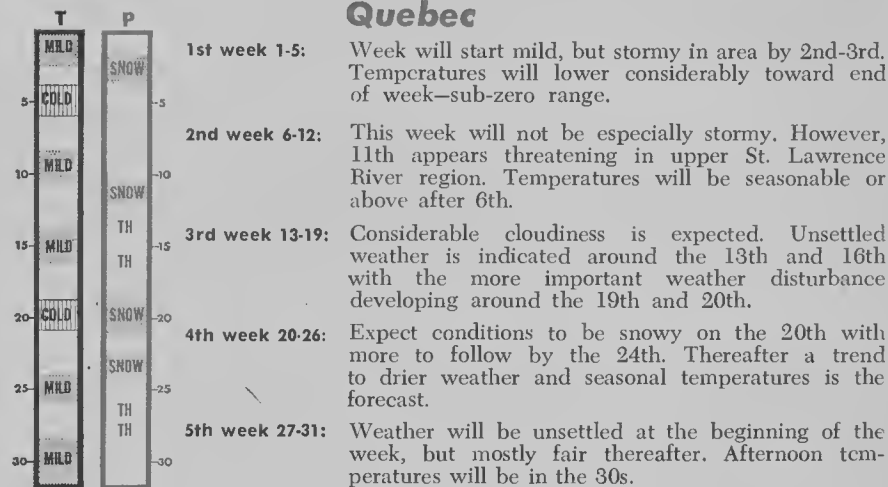 Quebec
T P
MILD
SNOW
5- COLD -5
10- MILD -10
SNOW
TH
15- MILD -15
TH
20- COLD SNOW -20
SNOW
25- MILD -25
TH
TH
30- MILD -30
1st week 1-5: Week will start mild, but stormy in area by 2nd-3rd.
Temperatures will lower considerably toward end
of week—sub-zero range.
2nd week 6-12: This week will not be especially stormy. However,
11th appears threatening in upper St. Lawrence
River region. Temperatures will be seasonable or
above after 6th.
3rd week 13-19: Considerable cloudiness is expected. Unsettled
weather is indicated around the 13th and 16th
with the more important weather disturbance
developing around the 19th and 20th.
4th week 20-26: Expect conditions to be snowy on the 20th with
more to follow by the 24th. Thereafter a trend
to drier weather and seasonal temperatures is the
forecast.
5th week 27-31: Weather will be unsettled at the beginning of the
week, but mostly fair thereafter. Afternoon tem-
peratures will be in the 30s.